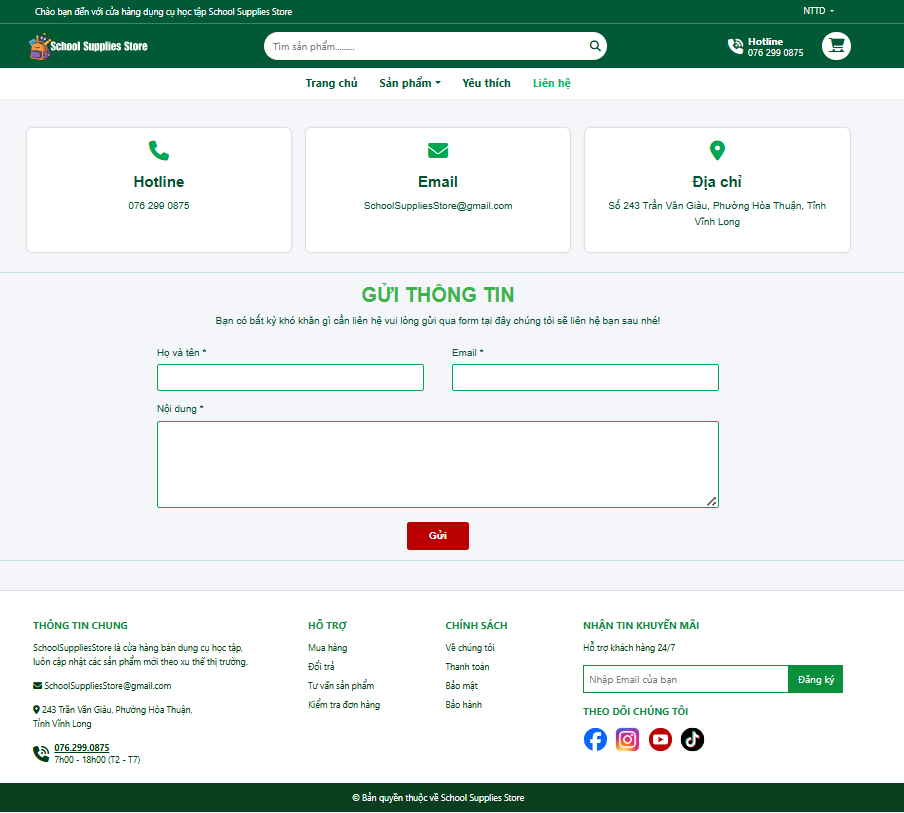 Chào bạn đến với cửa hàng dụng cụ học tập School Supplies Store
NTTD
School Supplies Store
Tìm sản phẩm.........
Hotline
076 299 0875
Trang chủ
Sản phẩm
Yêu thích
Liên hệ
Hotline
076 299 0875
Email
SchoolSuppliesStore@gmail.com
Địa chỉ
Số 243 Trần Văn Giàu, Phường Hòa Thuận, Tỉnh
Vĩnh Long
GỬI THÔNG TIN
Bạn có bất kỳ khó khăn gì cần liên hệ vui lòng gửi qua form tại đây chúng tôi sẽ liên hệ bạn sau nhé!
Họ và tên *
Email *
Nội dung *
Gửi
THÔNG TIN CHUNG
SchoolSuppliesStore là cửa hàng bán dụng cụ học tập,
luôn cập nhật các sản phẩm mới theo xu thế thị trường.
SchoolSuppliesStore@gmail.com
243 Trần Văn Giàu, Phường Hòa Thuận,
Tỉnh Vĩnh Long
076.299.0875
7h00 - 18h00 (T2 - T7)
HỖ TRỢ
Mua hàng
Đổi trả
Tư vấn sản phẩm
Kiểm tra đơn hàng
CHÍNH SÁCH
Về chúng tôi
Thanh toán
Bảo mật
Bảo hành
NHẬN TIN KHUYẾN MÃI
Hỗ trợ khách hàng 24/7
Nhập Email của bạn
Đăng ký
THEO DÕI CHÚNG TÔI
© Bản quyền thuộc về School Supplies Store